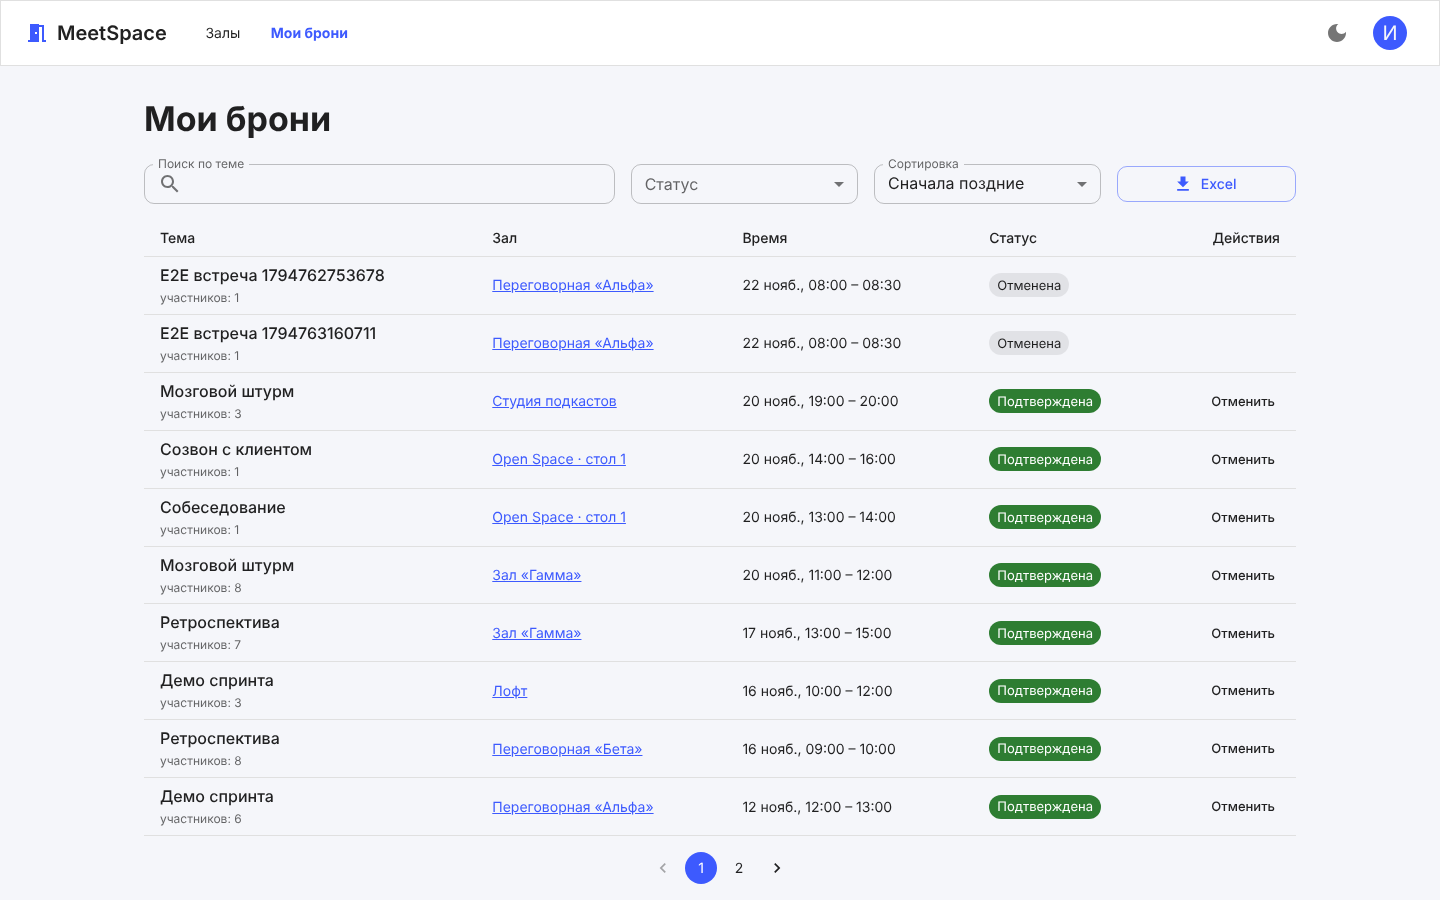 MeetSpace
Залы
Мои брони
И
Мои брони
Поиск по теме
Статус
Сортировка
Сначала поздние
Excel
Тема
Зал
Время
Статус
Действия
E2E встреча 1794762753678
участников: 1
Переговорная «Альфа»
22 нояб., 08:00 – 08:30
Отменена
E2E встреча 1794763160711
участников: 1
Переговорная «Альфа»
22 нояб., 08:00 – 08:30
Отменена
Мозговой штурм
участников: 3
Студия подкастов
20 нояб., 19:00 – 20:00
Подтверждена
Отменить
Созвон с клиентом
участников: 1
Open Space · стол 1
20 нояб., 14:00 – 16:00
Подтверждена
Отменить
Собеседование
участников: 1
Open Space · стол 1
20 нояб., 13:00 – 14:00
Подтверждена
Отменить
Мозговой штурм
участников: 8
Зал «Гамма»
20 нояб., 11:00 – 12:00
Подтверждена
Отменить
Ретроспектива
участников: 7
Зал «Гамма»
17 нояб., 13:00 – 15:00
Подтверждена
Отменить
Демо спринта
участников: 3
Лофт
16 нояб., 10:00 – 12:00
Подтверждена
Отменить
Ретроспектива
участников: 8
Переговорная «Бета»
16 нояб., 09:00 – 10:00
Подтверждена
Отменить
Демо спринта
участников: 6
Переговорная «Альфа»
12 нояб., 12:00 – 13:00
Подтверждена
Отменить
1
2